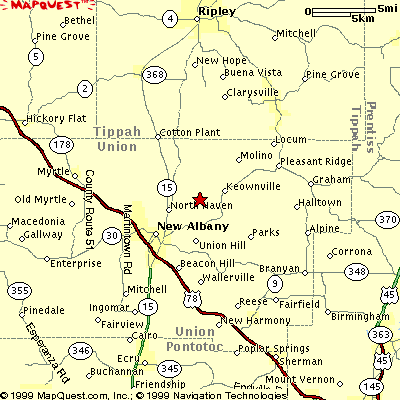 MAPQUEST™
Bethel
4
Ripley
5mi
5km
Pine Grove
Mitchell
5
New Hope
Buena Vista
Pine Grove
368
2
Clarysville
Hickory Flat
Tippah
Union
Cotton Plant
Prentiss
Tippah
178
Locum
Molino
Pleasant Ridge
Myrtle
County Route 51
15
Keownville
Graham
Old Myrtle
North Haven
Halltown
Macedonia
30
New Albany
370
Gallway
Union Hill
Parks
Alpine
Martintown Rd
Corrona
Enterprise
Beacon Hill
Branyan
348
Wallerville
9
355
Mitchell
78
45
Pinedale
Ingomar
15
Reese
Fairfield
Birmingham
Fairview
New Harmony
Esperanza Rd
Cairo
Union
Pontotoc
363
346
Ecru
346
Poplar Springs
Sherman
45
Buchannan
Friendship
Mount Vernon
145
© 1999 MapQuest.com, Inc.; © 1999 Navigation Technologies